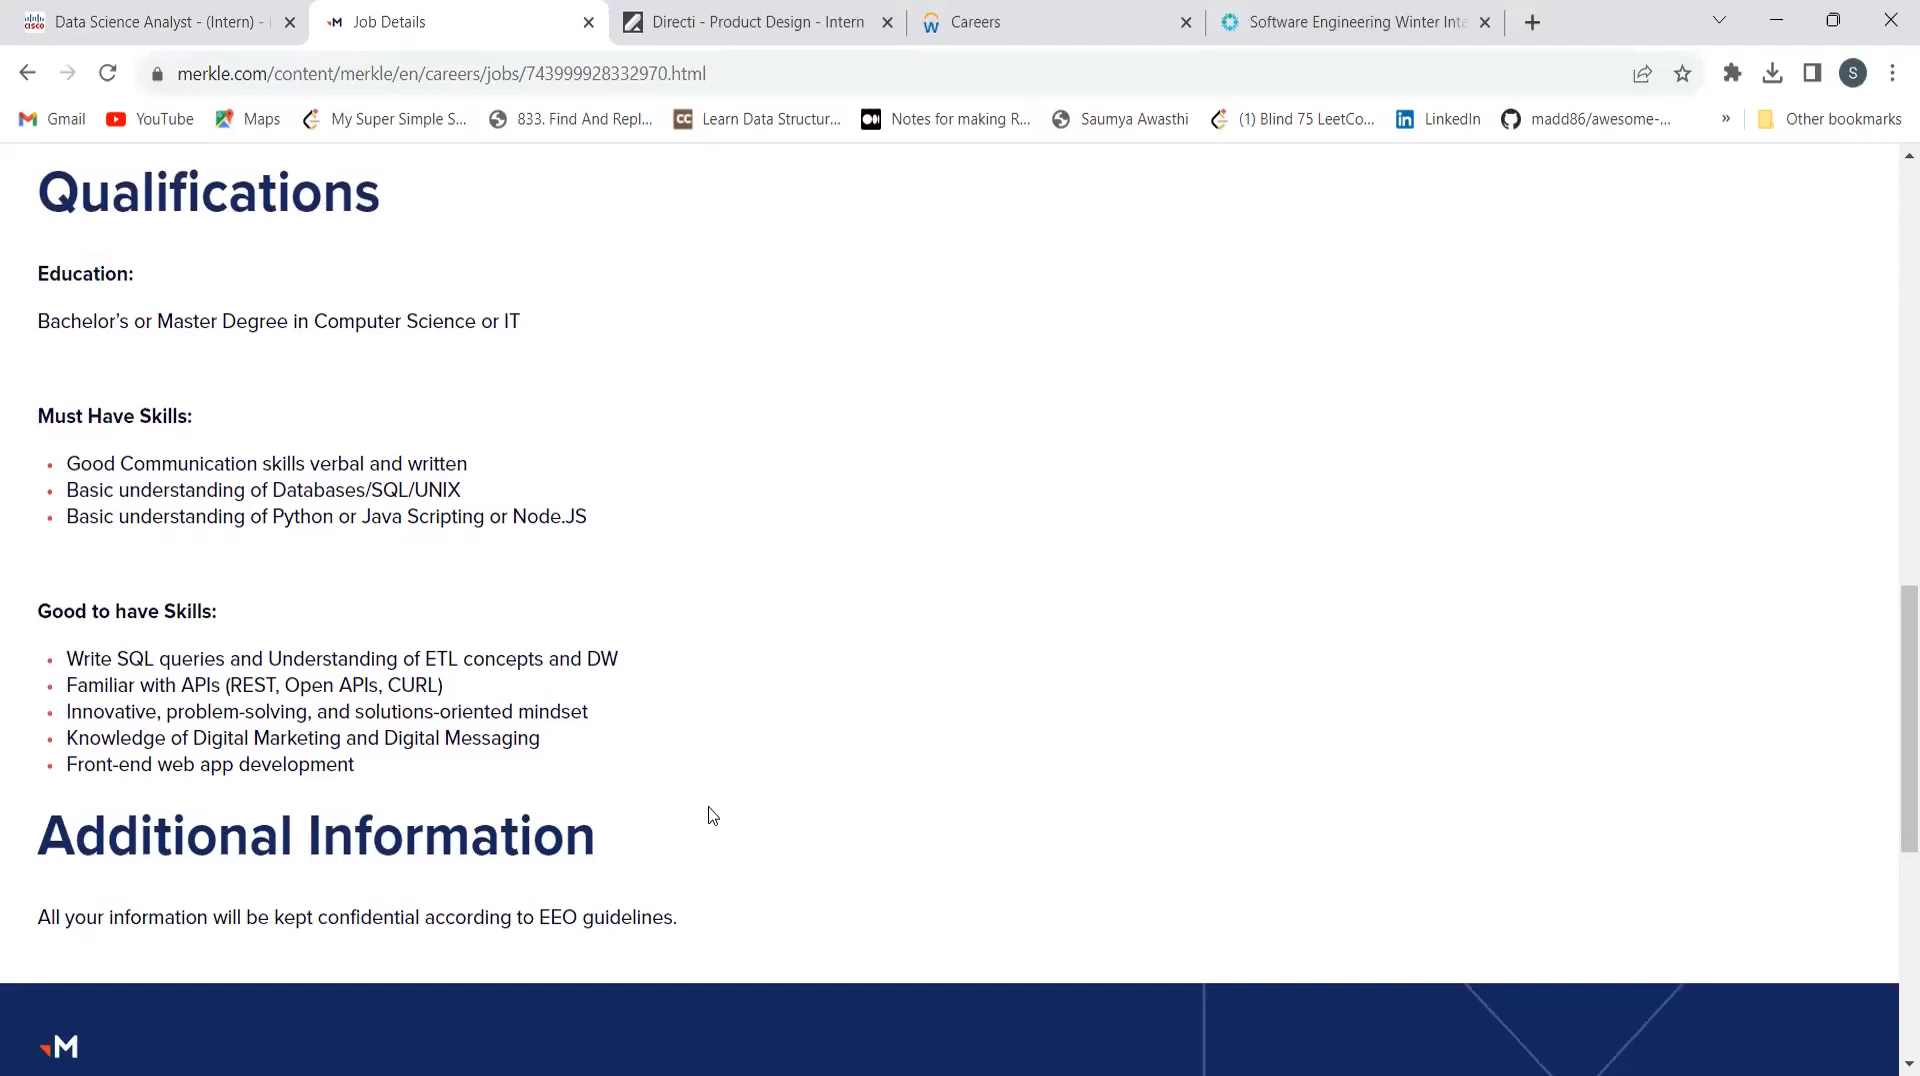 Data Science Analyst - (Intern) -
Job Details
Directi - Product Design - Intern
Careers
Software Engineering Winter Inte
merkle.com/content/merkle/en/careers/jobs/743999928332970.html
S
Gmail
YouTube
Maps
My Super Simple S...
833. Find And Repl...
CC
Learn Data Structur...
Notes for making R...
Saumya Awasthi
(1) Blind 75 LeetCo...
LinkedIn
madd86/awesome-...
»
Other bookmarks
Qualifications
Education:
Bachelor’s or Master Degree in Computer Science or IT
Must Have Skills:
• Good Communication skills verbal and written
• Basic understanding of Databases/SQL/UNIX
• Basic understanding of Python or Java Scripting or Node.JS
Good to have Skills:
• Write SQL queries and Understanding of ETL concepts and DW
• Familiar with APIs (REST, Open APIs, CURL)
• Innovative, problem-solving, and solutions-oriented mindset
• Knowledge of Digital Marketing and Digital Messaging
• Front-end web app development
Additional Information
All your information will be kept confidential according to EEO guidelines.
M